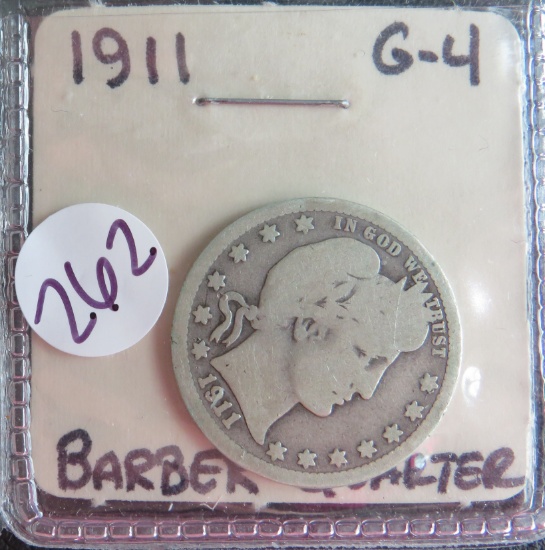 1911 G-4
262
IN GOD WE TRUST
1911
BARBER QUARTER